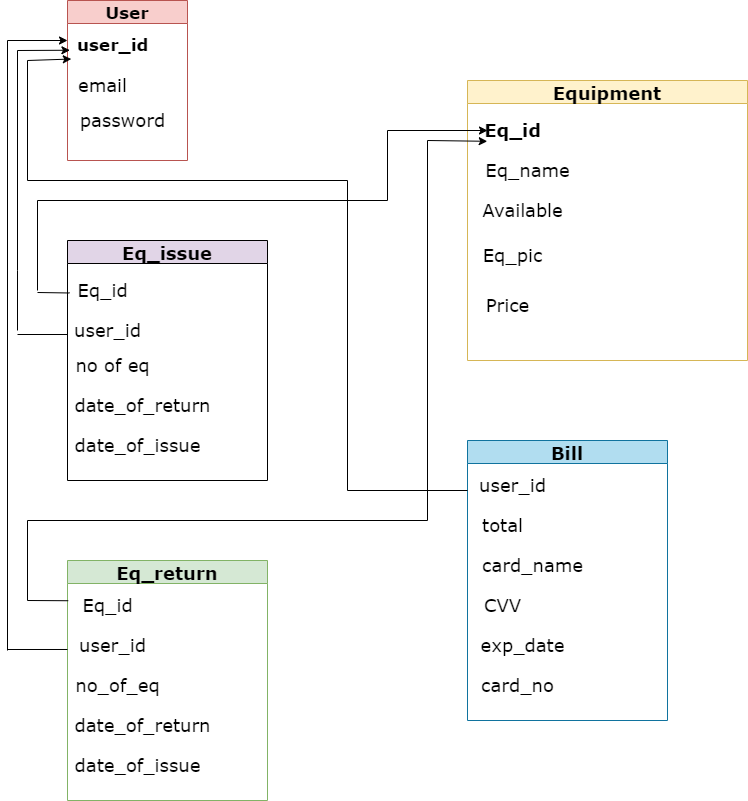 User
user_id
email
password
Equipment
Eq_id
Eq_name
Available
Eq_pic
Price
Eq_issue
Eq_id
user_id
no of eq
date_of_return
date_of_issue
Bill
user_id
total
card_name
CVV
exp_date
card_no
Eq_return
Eq_id
user_id
no_of_eq
date_of_return
date_of_issue